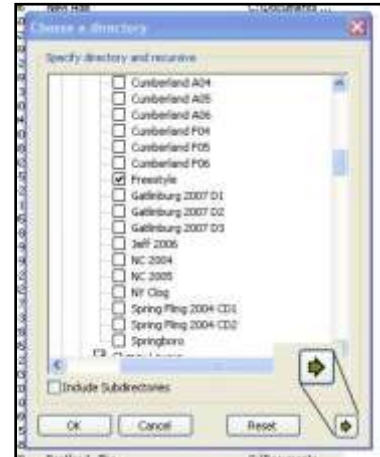 Choose a directory
Specify directory and recursive
Cumberland A04
Cumberland A05
Cumberland A06
Cumberland F04
Cumberland F05
Cumberland F06
Freestyle
Gatlinburg 2007 D1
Gatlinburg 2007 D2
Gatlinburg 2007 D3
Jeff 2006
NC 2004
NC 2005
NY Clog
Spring Fling 2004 CD1
Spring Fling 2004 CD2
Springboro
Include Subdirectories
OK
Cancel
Reset